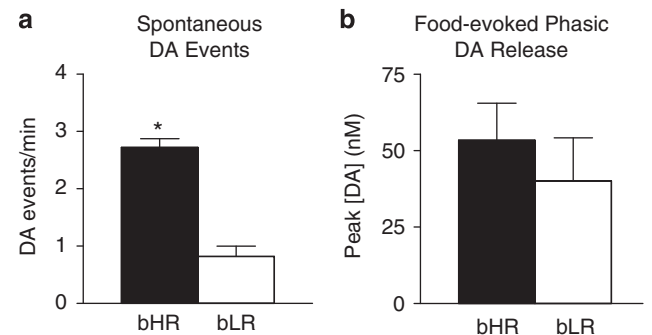 a
Spontaneous
DA Events
DA events/min
4
3
2
1
0
*
bHR
bLR
b
Food-evoked Phasic
DA Release
Peak [DA] (nM)
75
50
25
0
bHR
bLR